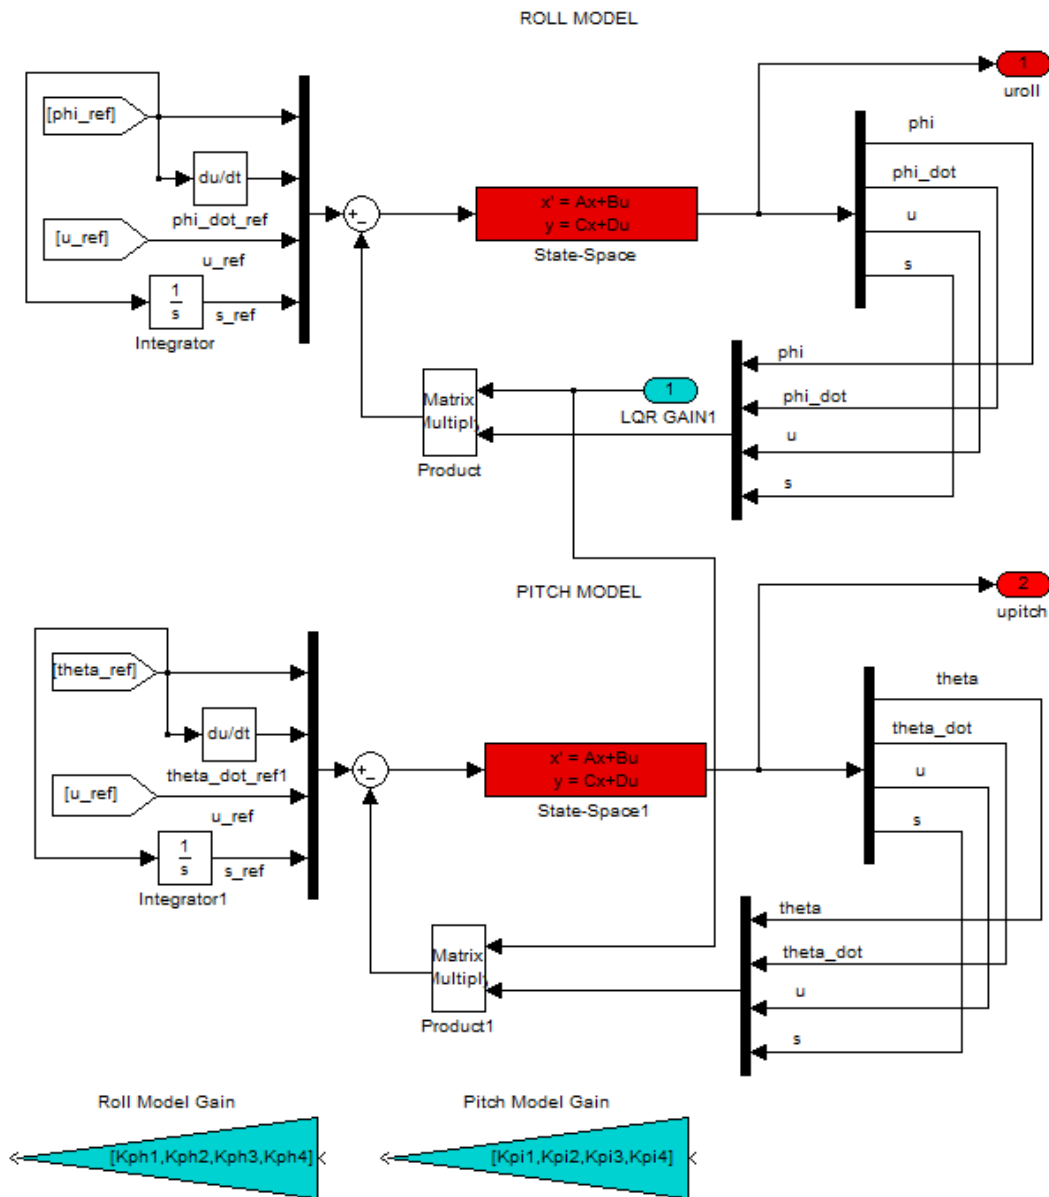 ROLL MODEL
1
uroll
[phi_ref]
du/dt
phi_dot_ref
[u_ref]
u_ref
1
s
s_ref
Integrator
+
-
x' = Ax+Bu
y = Cx+Du
State-Space
phi
phi_dot
u
s
phi
phi_dot
u
s
1
LQR GAIN1
Matrix
Multiply
Product
PITCH MODEL
2
upitch
[theta_ref]
du/dt
theta_dot_ref1
[u_ref]
u_ref
1
s
s_ref
Integrator1
+
-
x' = Ax+Bu
y = Cx+Du
State-Space1
theta
theta_dot
u
s
theta
theta_dot
u
s
Matrix
Multiply
Product1
Roll Model Gain
[Kph1,Kph2,Kph3,Kph4]
Pitch Model Gain
[Kpi1,Kpi2,Kpi3,Kpi4]